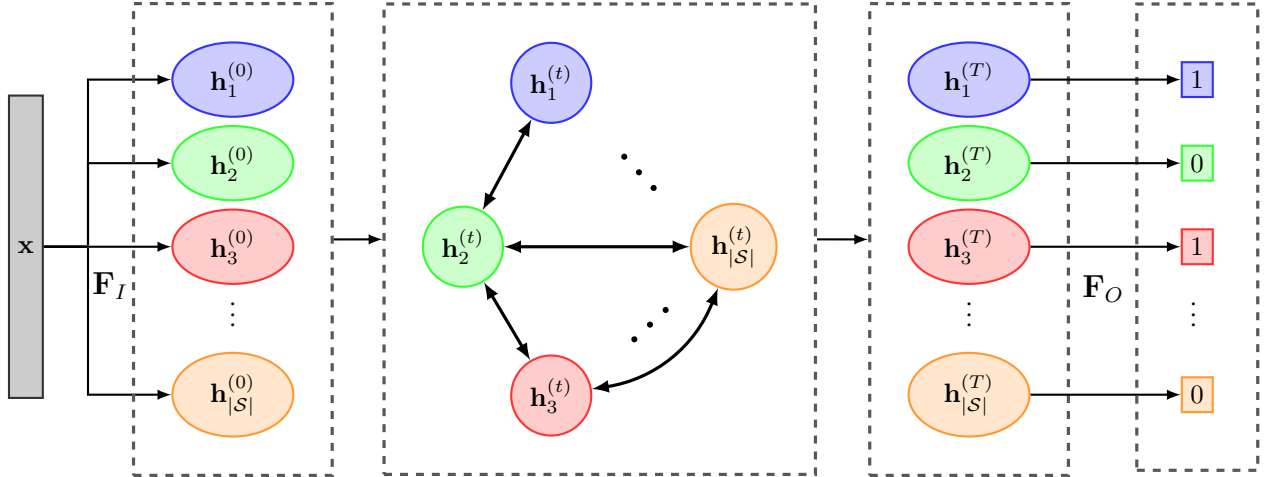 x
F_I
h_1^{(0)}
h_2^{(0)}
h_3^{(0)}
⋮
h_{|𝒮|}^{(0)}
h_1^{(t)}
h_2^{(t)}
h_{|𝒮|}^{(t)}
h_3^{(t)}
h_1^{(T)}
h_2^{(T)}
h_3^{(T)}
⋮
h_{|𝒮|}^{(T)}
F_O
1
0
1
⋮
0